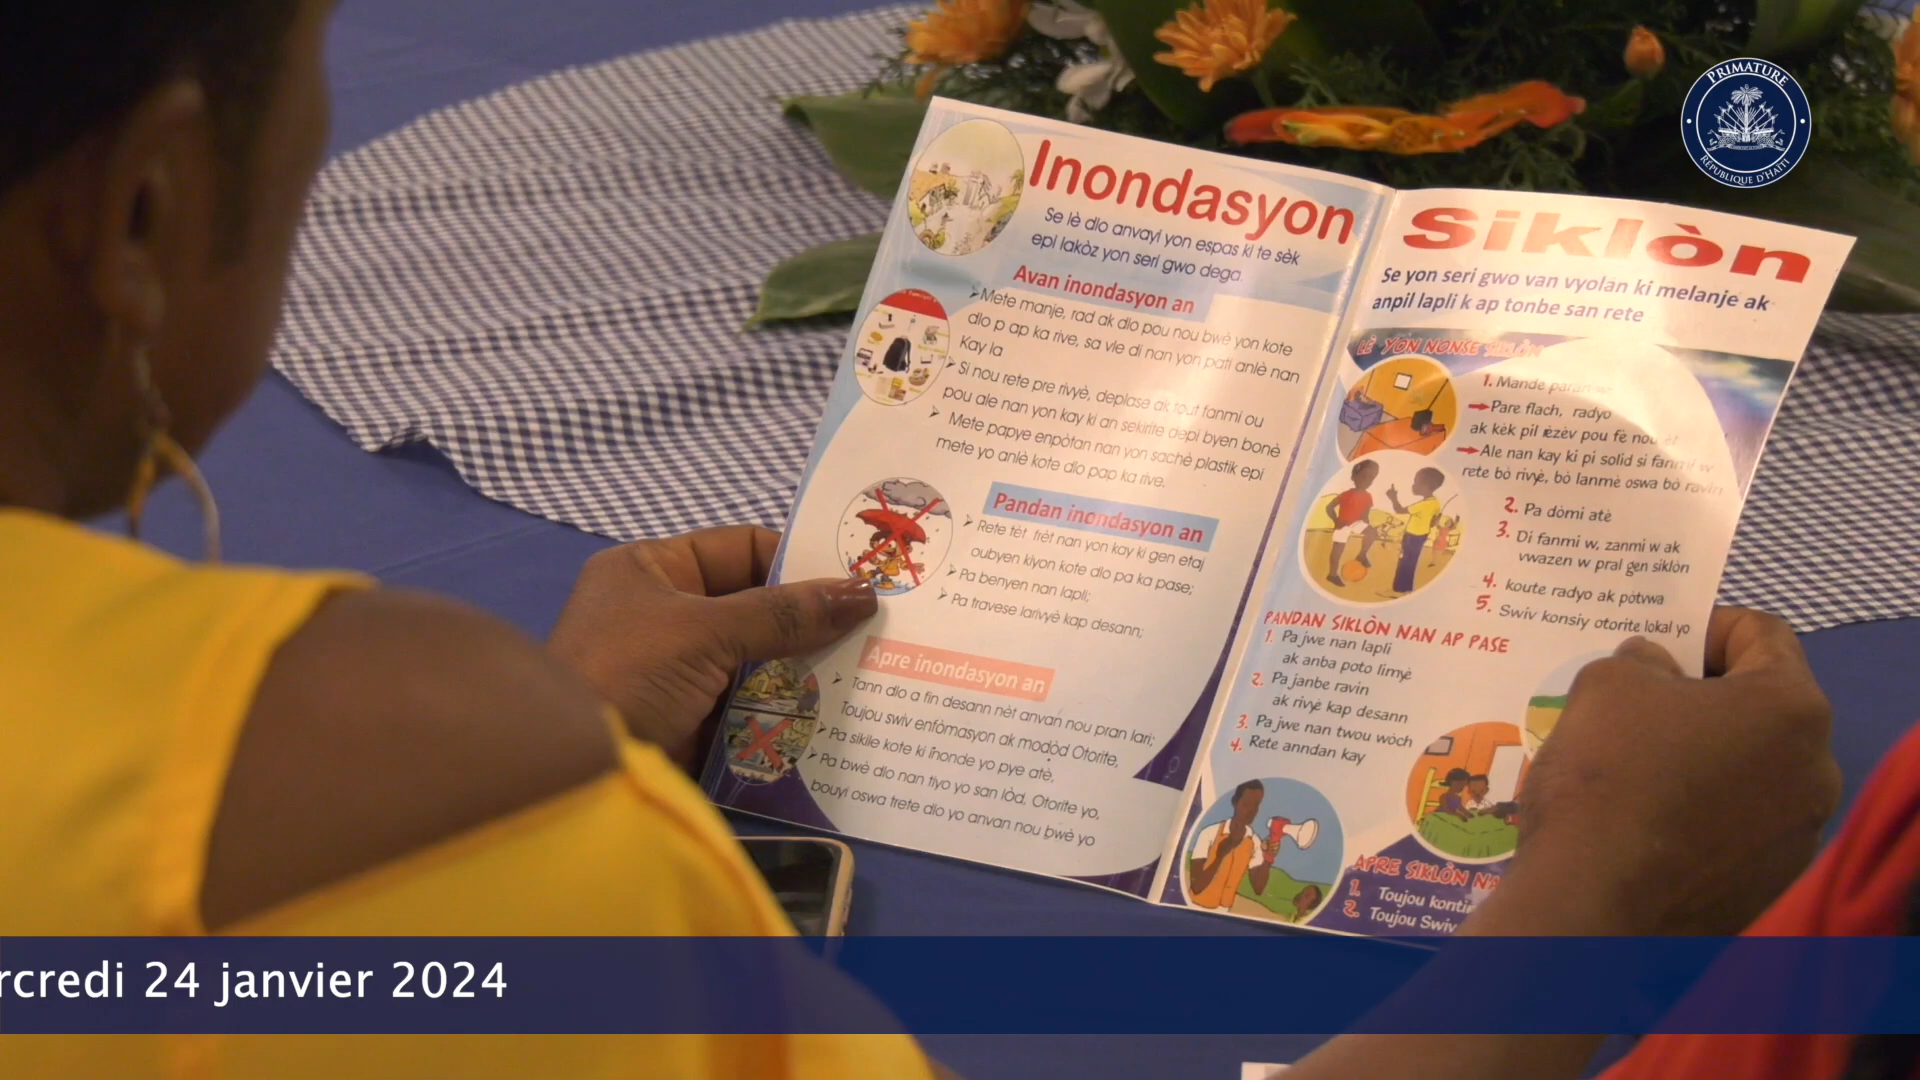 PRIMATURE
RÉPUBLIQUE D'HAITI
Inondasyon
Se lè dlo anvayi yon espas ki te sèk
epi lakòz yon seri gwo dega.
Avan inondasyon an
Mete manje, rad ak dlo pou nou bwè yon kote
dlo p ap ka rive, sa vle di nan yon pati anlè nan
Kay la
Si nou rete pre rivyè, deplase ak tout fanmi ou
pou ale nan yon kay ki an sekirite depi byen bonè
Mete papye enpòtan nan yon sachè plastik epi
mete yo anlè kote dlo pap ka rive.
Pandan inondasyon an
Rete tèt frèt nan yon kay ki gen etaj
oubyen kiyon kote dlo pa ka pase;
Pa benyen nan lapli;
Pa travese larivyè kap desann;
Apre inondasyon an
Tann dlo a fin desann nèt anvan nou pran lari;
Toujou swiv enfòmasyon ak modòd Otorite,
Pa sikile kote ki inonde yo pye atè,
Pa bwè dlo nan tiyo yo san lòd, Otorite yo,
bouyi oswa trete dlo yo anvan nou bwè yo
Siklòn
Se yon seri gwo van vyolan ki melanje ak
anpil lapli k ap tonbe san rete
LÈ YON NONSE SIKLÒN
1. Mande
Pare flach, radyo
ak kèk pil rezèv pou fè nou
Ale nan kay ki pi solid si fanmi w
rete bò rivyè, bò lanmè oswa bò ravin
2. Pa dòmi atè
3. Di fanmi w, zanmi w ak
vwazen w pral gen siklòn
4. koute radyo ak pòtvwa
5. Swiv konsiy otorite lokal yo
PANDAN SIKLÒN NAN AP PASE
1. Pa jwe nan lapli
ak anba poto limyè
2. Pa janbe ravin
ak rivyè kap desann
3. Pa jwe nan twou wòch
4. Rete anndan kay
APRE SIKLÒN
1. Toujou
2. Toujou Swiv
rcredi 24 janvier 2024